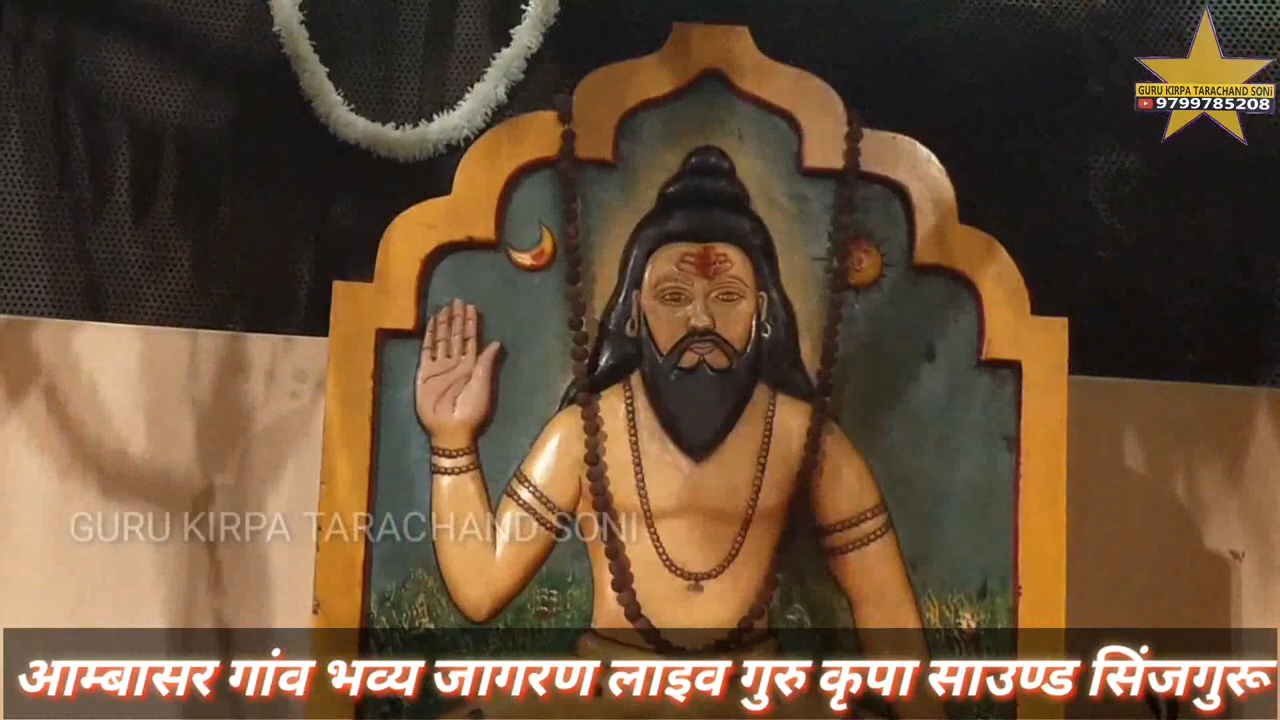 GURU KIRPA TARACHAND SONi
9799785208
GURU KIRPA TARACHAND SONI
आम्बासर गांव भव्य जागरण लाइव गुरु कृपा साउण्ड सिंजगुरू